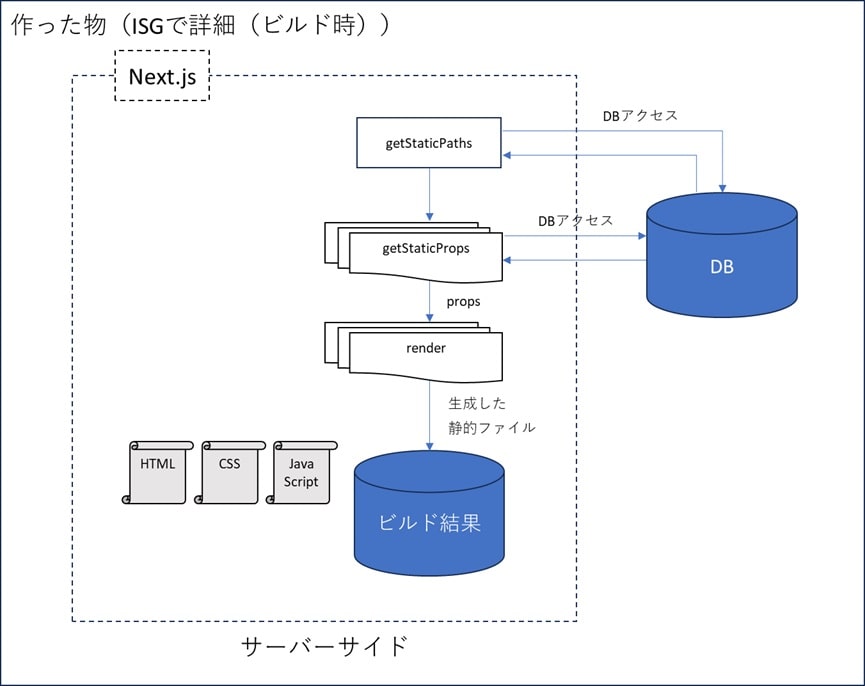 作った物（ISGで詳細（ビルド時））
Next.js
DBアクセス
getStaticPaths
DBアクセス
getStaticProps
DB
props
render
生成した
静的ファイル
HTML
CSS
Java
Script
ビルド結果
サーバーサイド